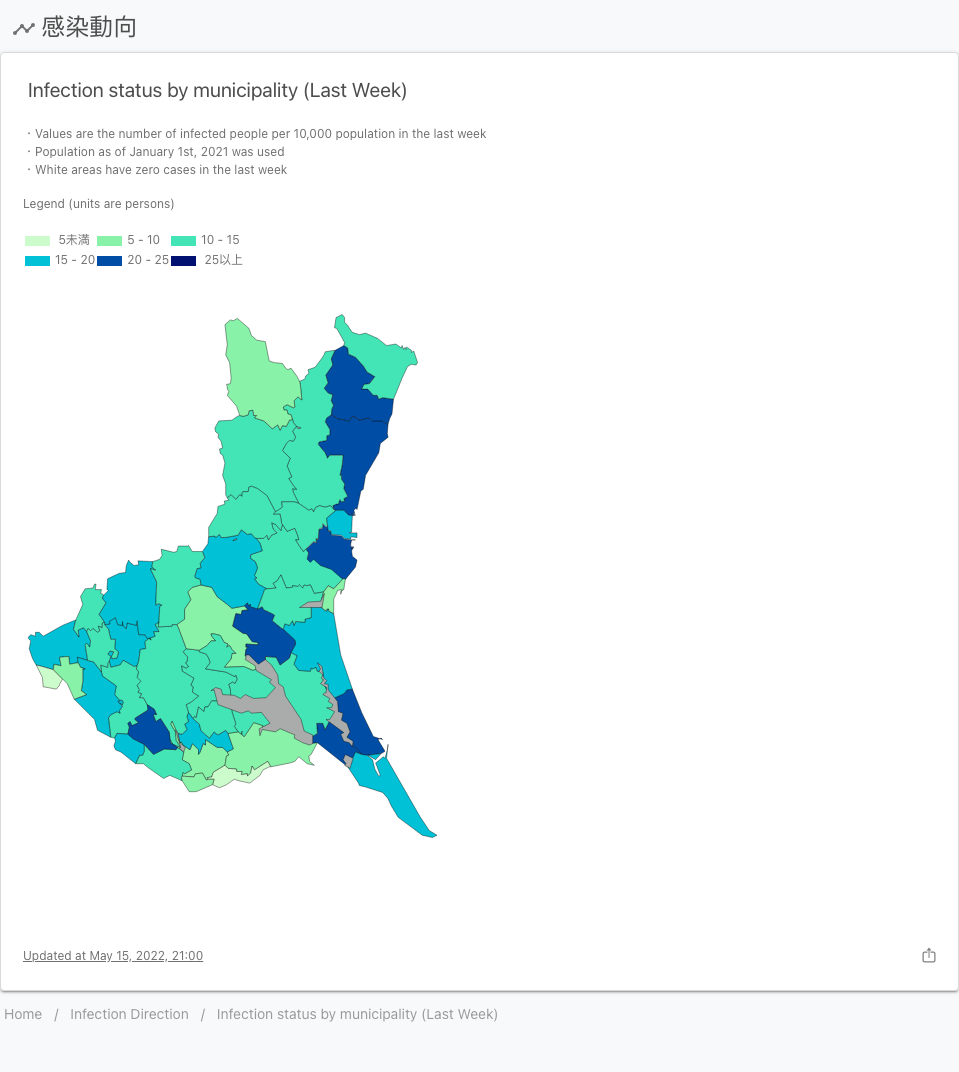 感染動向
Infection status by municipality (Last Week)
・Values are the number of infected people per 10,000 population in the last week
・Population as of January 1st, 2021 was used
・White areas have zero cases in the last week
Legend (units are persons)
5未満 5 - 10 10 - 15
15 - 20 20 - 25 25以上
Updated at May 15, 2022, 21:00
Home / Infection Direction / Infection status by municipality (Last Week)